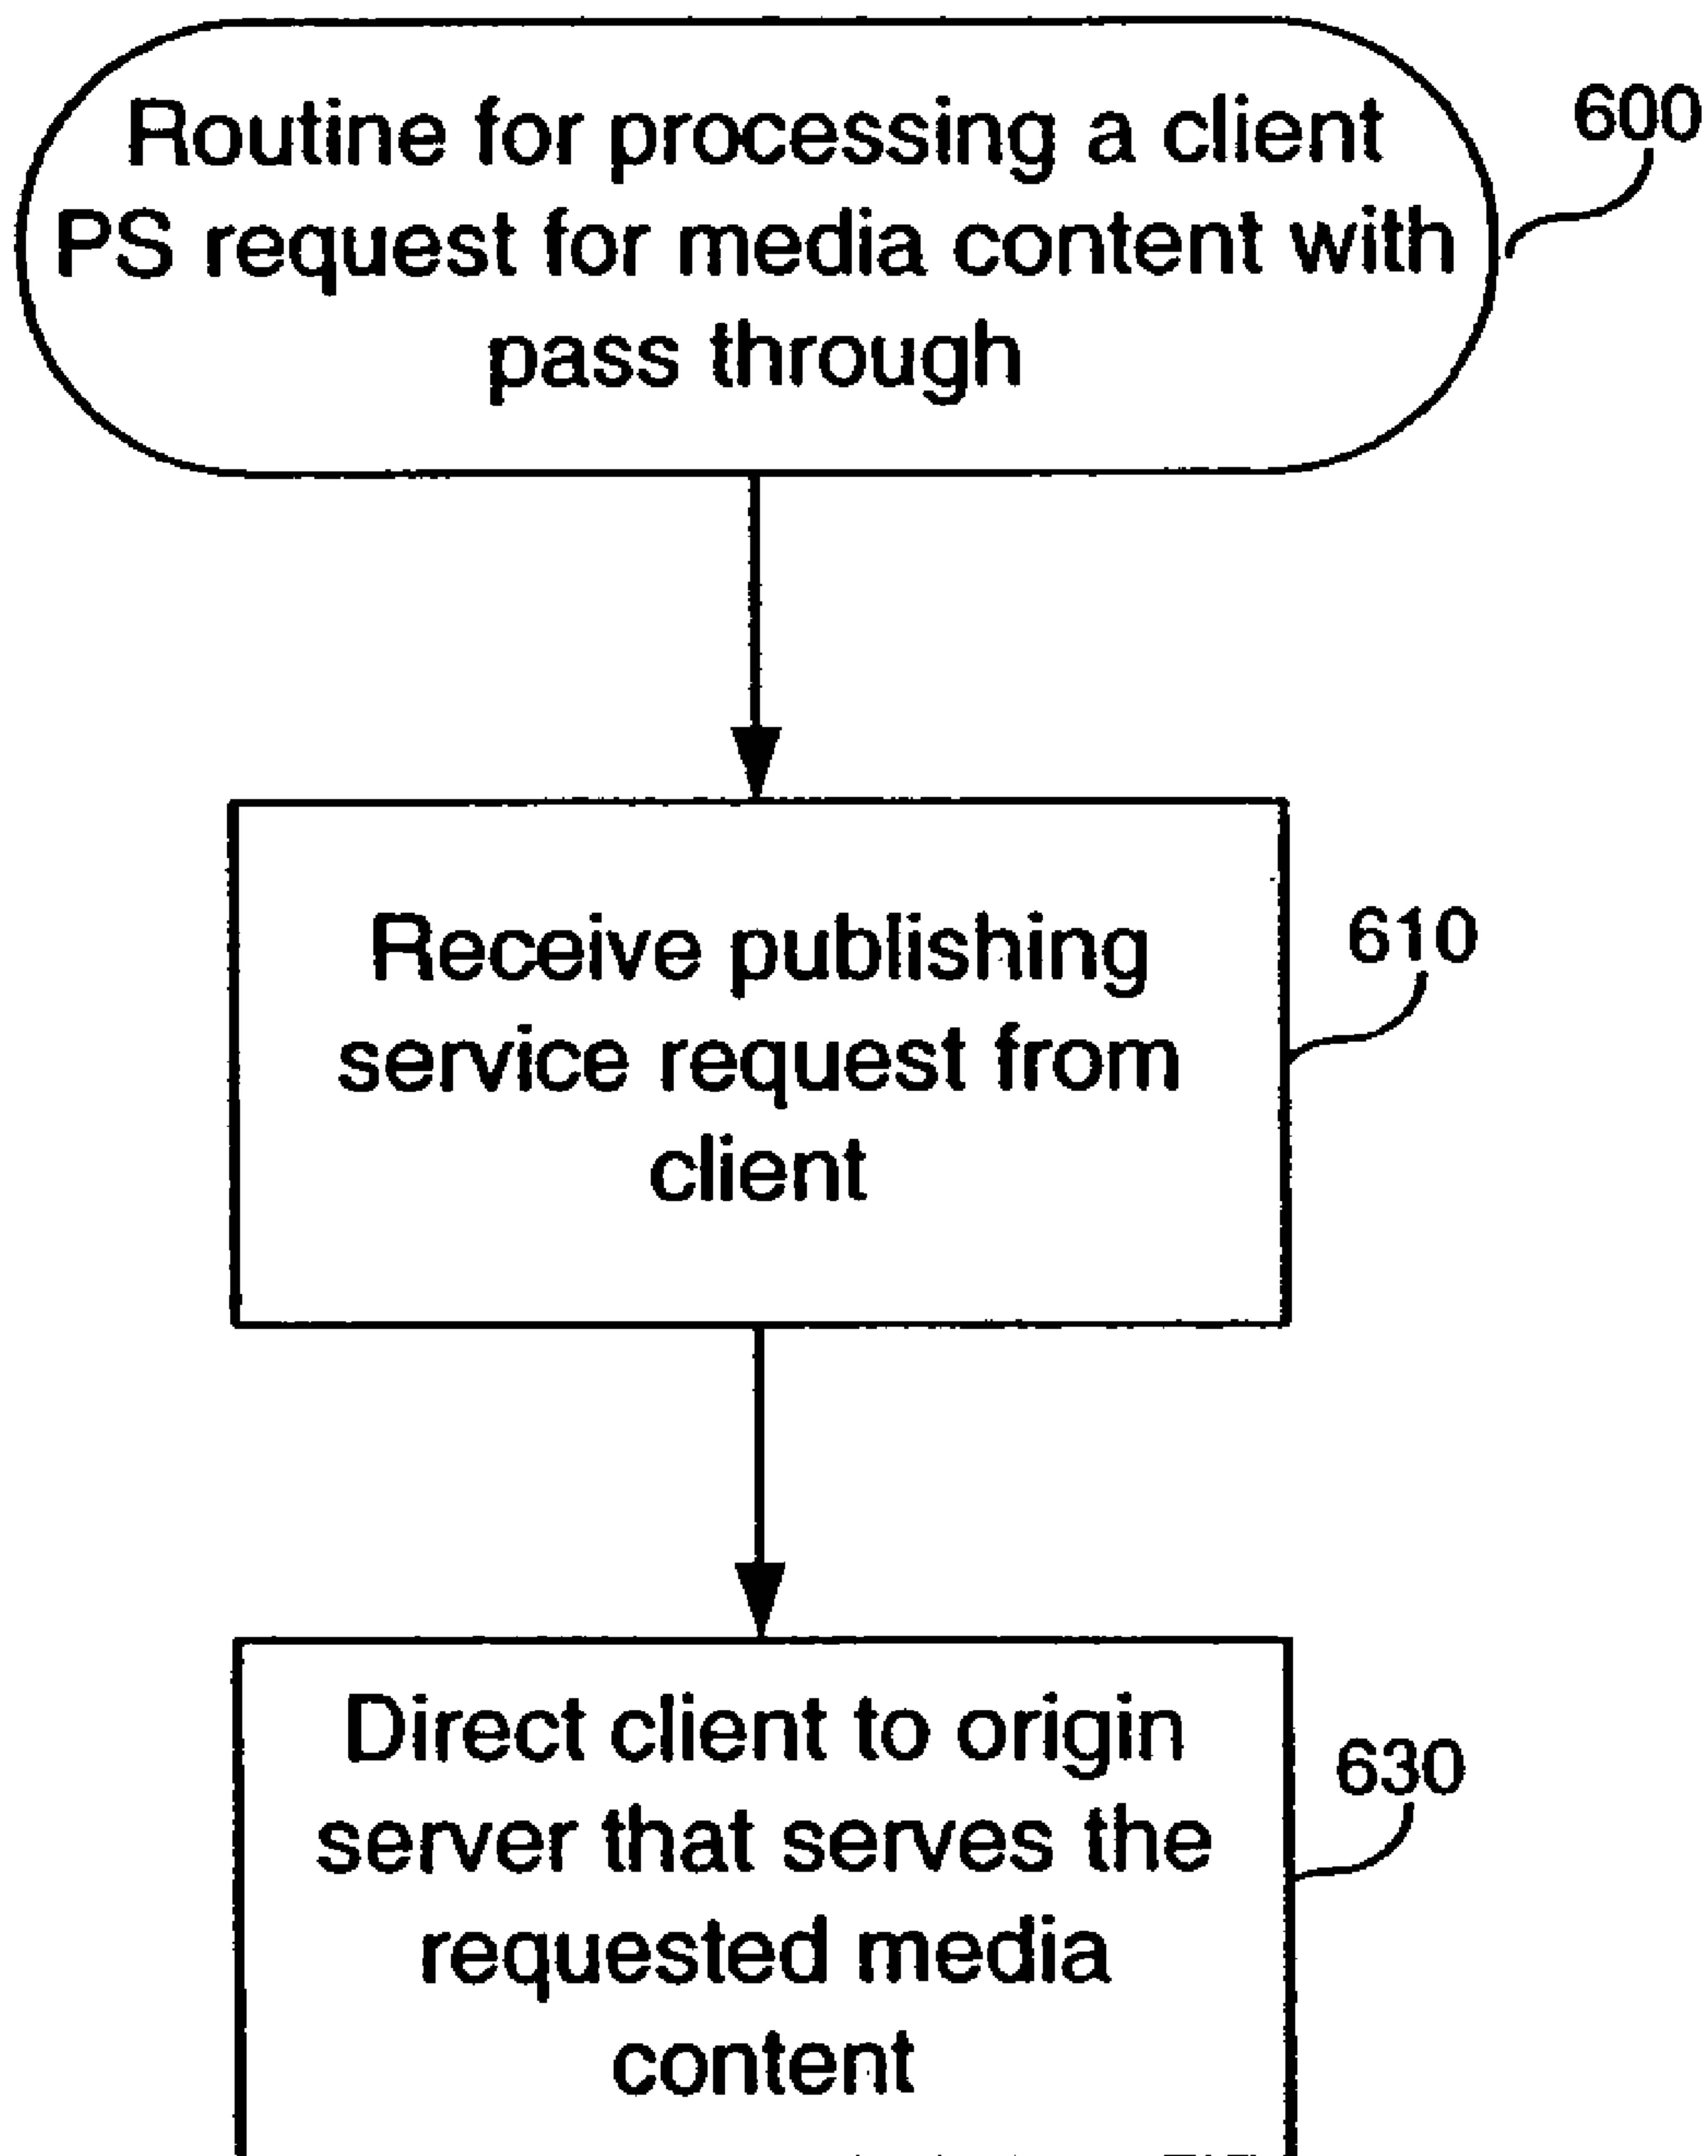 Routine for processing a client
PS request for media content with
pass through
600
Receive publishing
service request from
client
610
Direct client to origin
server that serves the
requested media
content
630